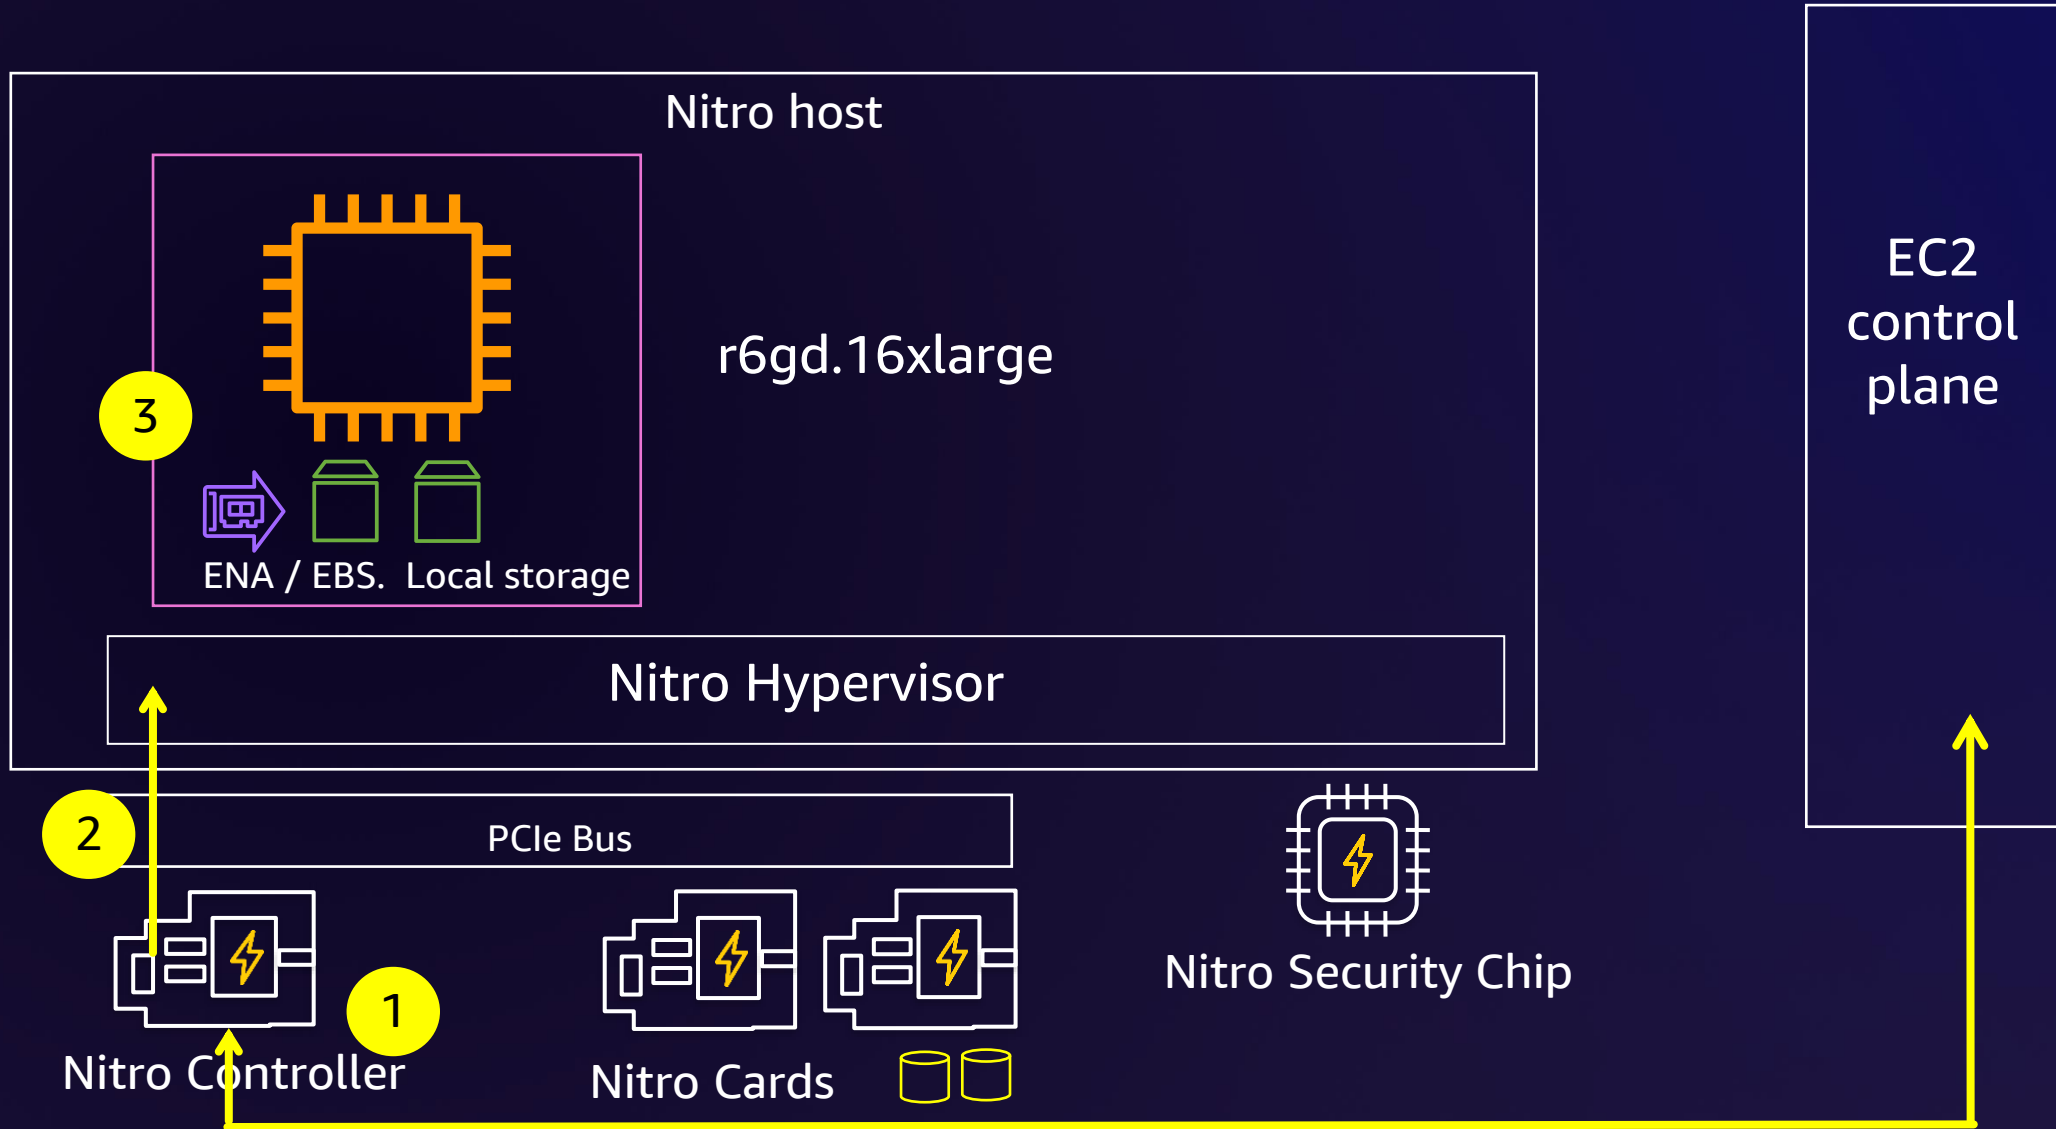 Nitro host
EC2
control
plane
r6gd.16xlarge
3
ENA / EBS. Local storage
Nitro Hypervisor
2
PCIe Bus
Nitro Security Chip
1
Nitro Controller
Nitro Cards